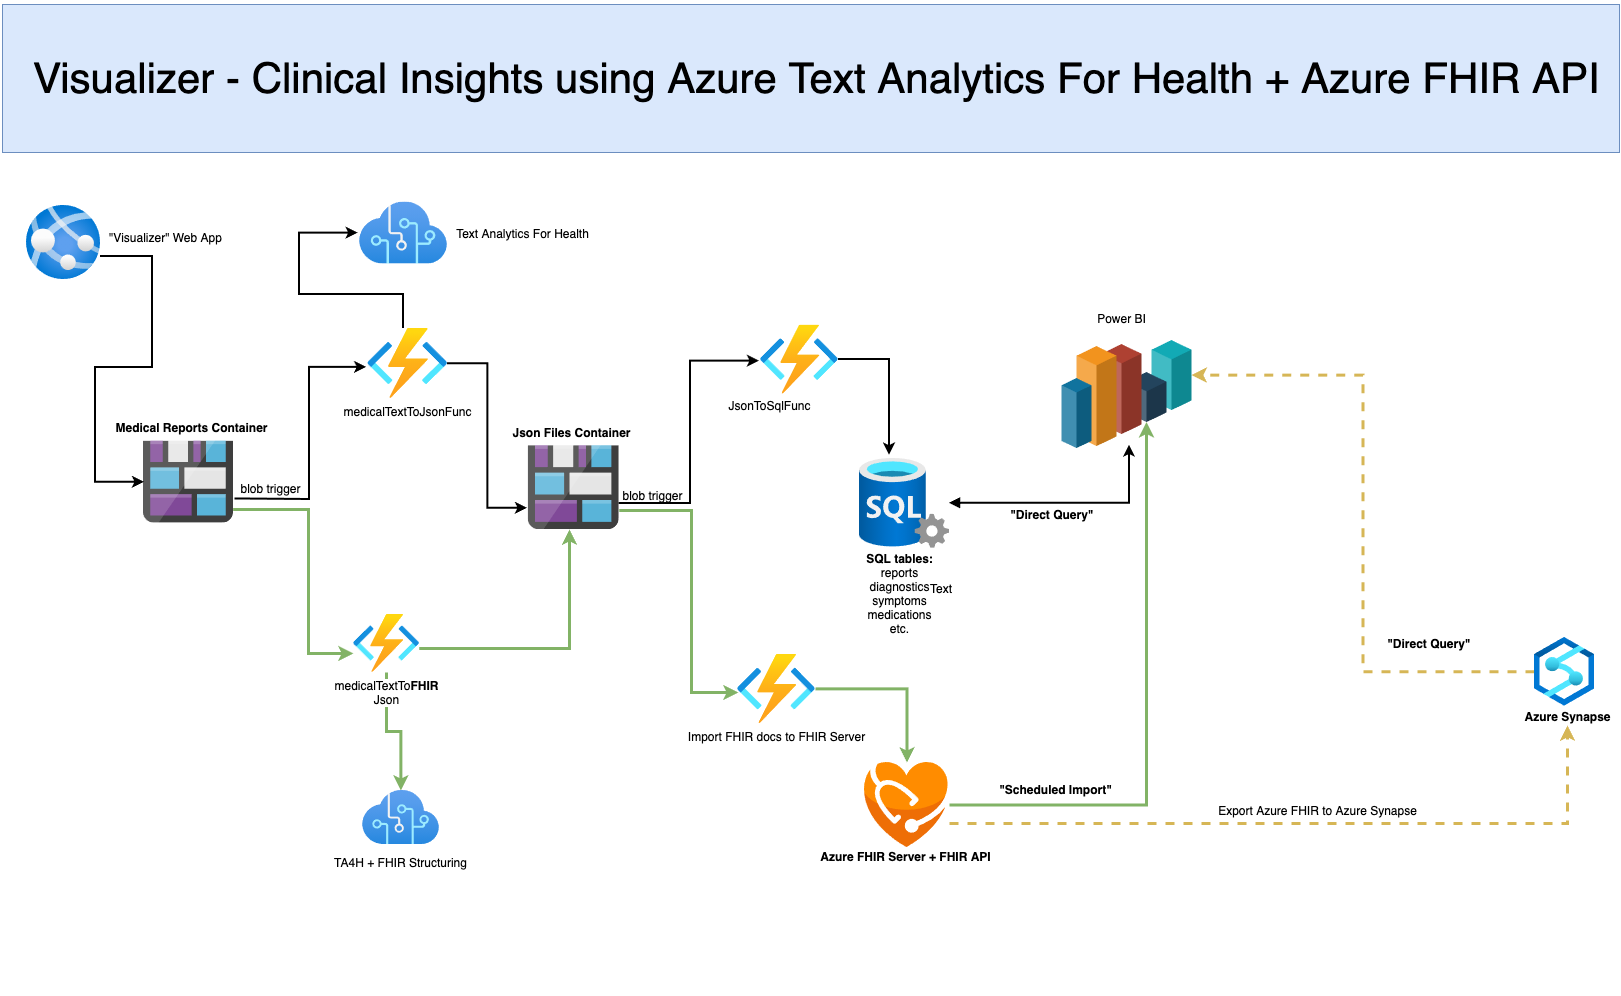 Visualizer - Clinical Insights using Azure Text Analytics For Health + Azure FHIR API
"Visualizer" Web App
Text Analytics For Health
Power BI
medicalTextToJsonFunc
JsonToSqlFunc
Medical Reports Container
Json Files Container
blob trigger
blob trigger
SQL
"Direct Query"
SQL tables:
reports
diagnostics
Text
symptoms
medications
etc.
"Direct Query"
medicalTextToFHIR
Json
Azure Synapse
Import FHIR docs to FHIR Server
"Scheduled Import"
Export Azure FHIR to Azure Synapse
Azure FHIR Server + FHIR API
TA4H + FHIR Structuring